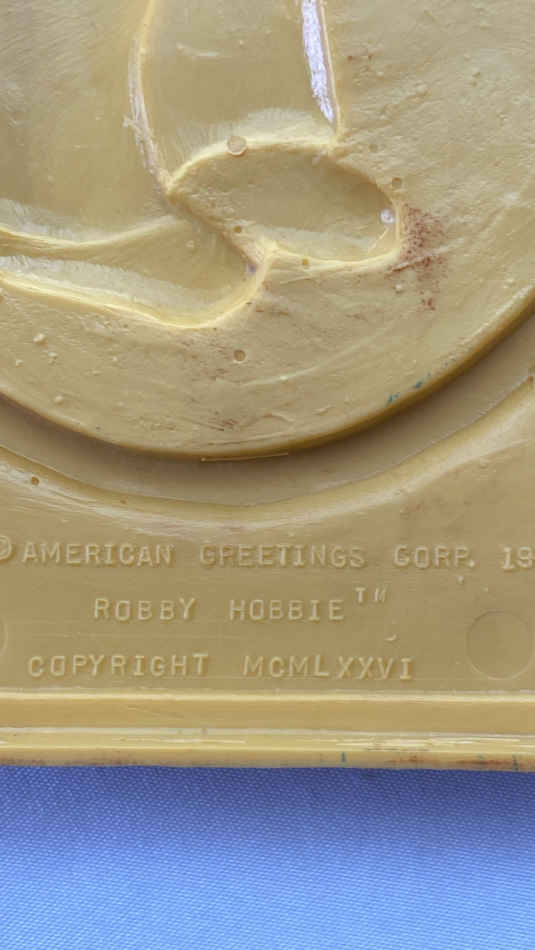 © AMERICAN GREETINGS CORP. 19
ROBBY HOBBIE™
COPYRIGHT MCMLXXVI